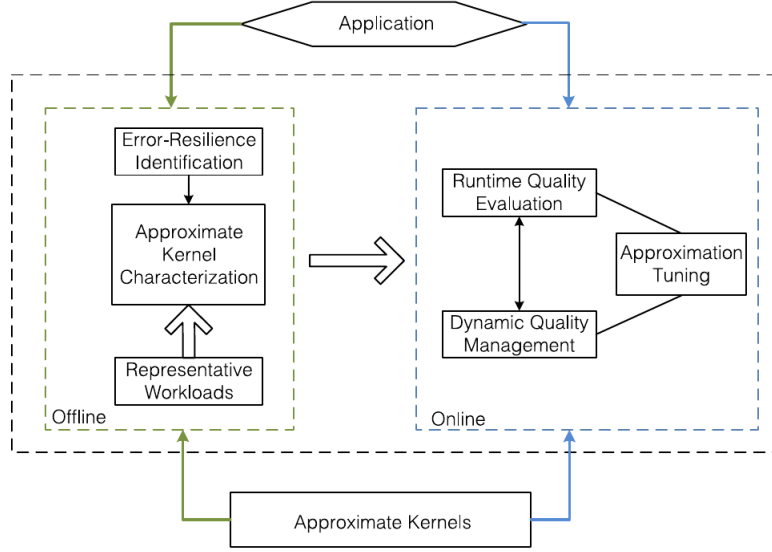 Application
Error-Resilience
Identification
Approximate
Kernel
Characterization
Representative
Workloads
Offline
Runtime Quality
Evaluation
Approximation
Tuning
Dynamic Quality
Management
Online
Approximate Kernels